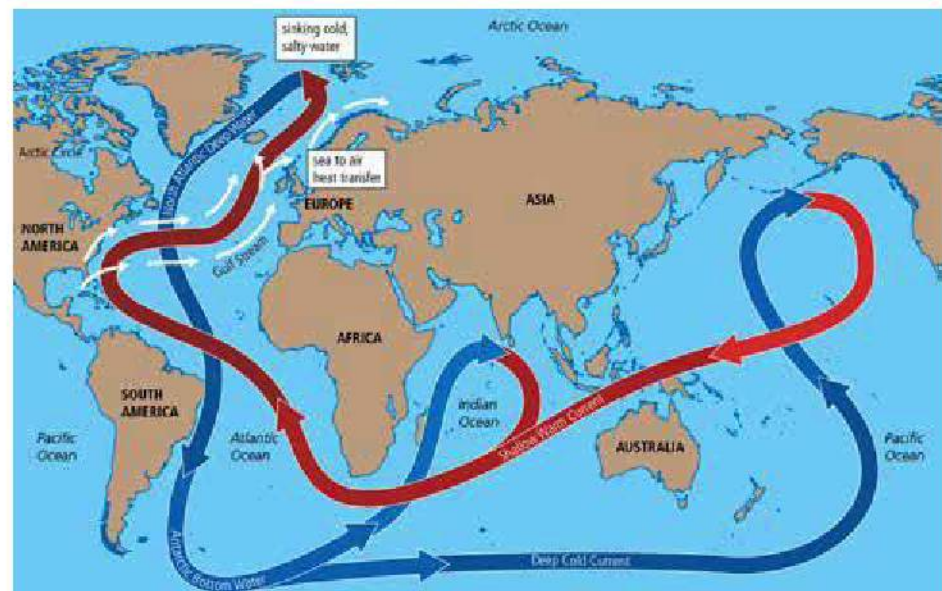 sinking cold,
salty water
Arctic Ocean
Arctic Circle
North Atlantic Deep Water
sea to air
heat transfer
EUROPE
ASIA
NORTH
AMERICA
Gulf Stream
AFRICA
SOUTH
AMERICA
Indian
Ocean
Shallow Warm Current
Pacific
Ocean
Atlantic
Ocean
AUSTRALIA
Pacific
Ocean
Antarctic Bottom Water
Deep Cold Current